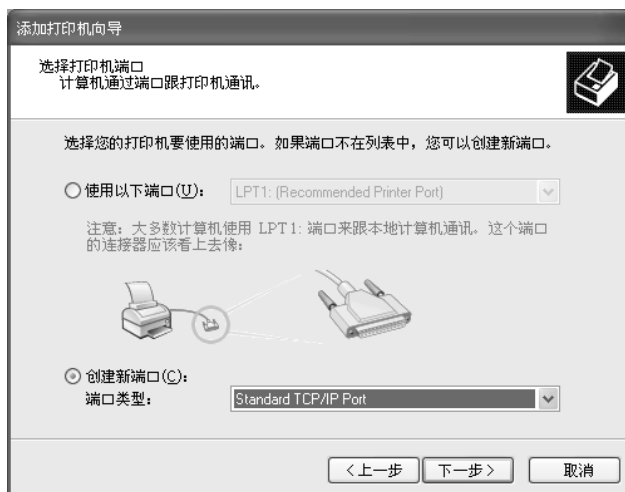 添加打印机向导
选择打印机端口
计算机通过端口跟打印机通讯。
选择您的打印机要使用的端口。如果端口不在列表中，您可以创建新端口。
使用以下端口(U)： LPT1: (Recommended Printer Port)
注意：大多数计算机使用 LPT1: 端口来跟本地计算机通讯。这个端口
的连接器应该看上去像：
创建新端口(C)：
端口类型： Standard TCP/IP Port
<上一步 下一步> 取消